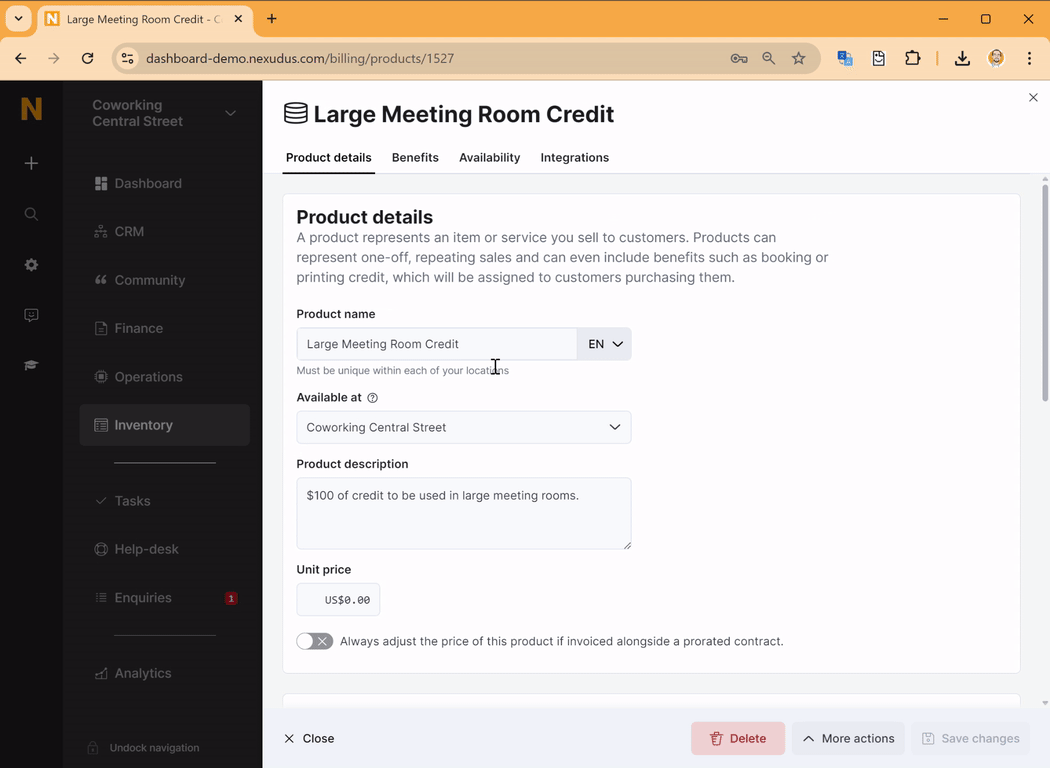 Large Meeting Room Credit - C
dashboard-demo.nexudus.com/billing/products/1527
N
Coworking
Central Street
Dashboard
CRM
Community
Finance
Operations
Inventory
Tasks
Help-desk
Enquiries
1
Analytics
Undock navigation
Large Meeting Room Credit
Product details
Benefits
Availability
Integrations
Product details
A product represents an item or service you sell to customers. Products can
represent one-off, repeating sales and can even include benefits such as booking or
printing credit, which will be assigned to customers purchasing them.
Product name
Large Meeting Room Credit
EN
Must be unique within each of your locations
Available at
Coworking Central Street
Product description
$100 of credit to be used in large meeting rooms.
Unit price
US$0.00
Always adjust the price of this product if invoiced alongside a prorated contract.
Close
Delete
More actions
Save changes